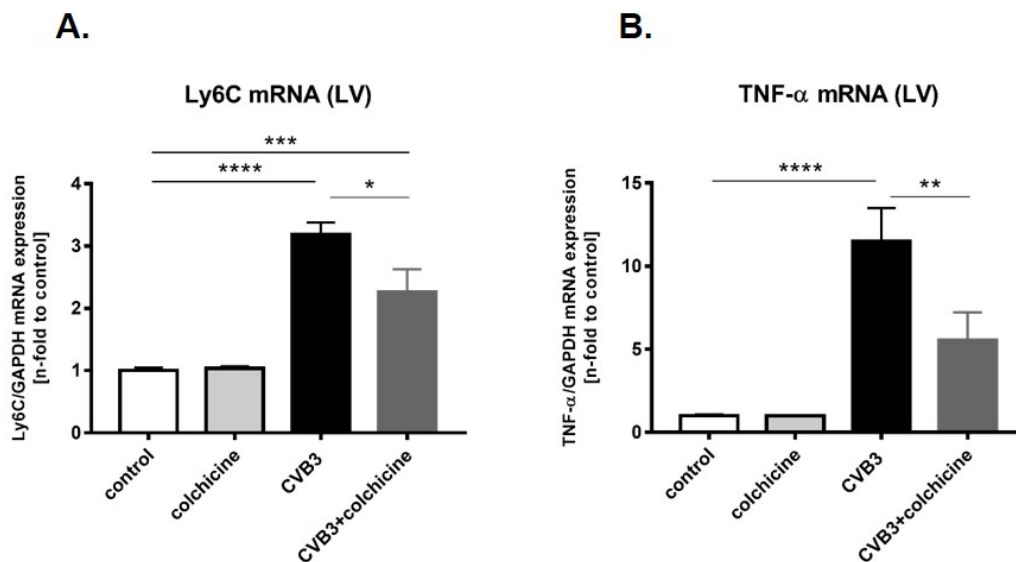 A.
Ly6C mRNA (LV)
***
****
*
Ly6C/GAPDH mRNA expression
[n-fold to control]
4
3
2
1
0
control
colchicine
CVB3
CVB3+colchicine
B.
TNF-α mRNA (LV)
****
**
TNF-α/GAPDH mRNA expression
[n-fold to control]
15
10
5
0
control
colchicine
CVB3
CVB3+colchicine